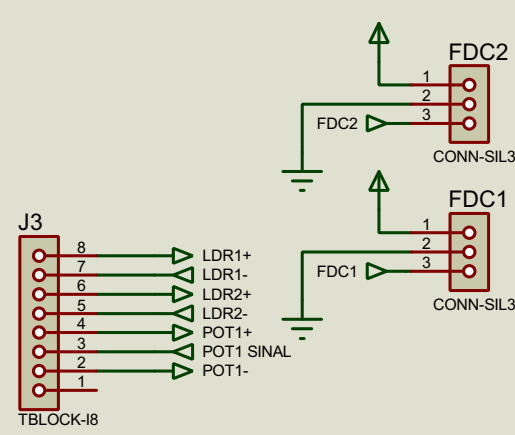 FDC2
1
2
FDC2 3
CONN-SIL3
FDC1
1
2
FDC1 3
CONN-SIL3
J3
8 LDR1+
7 LDR1-
6 LDR2+
5 LDR2-
4 POT1+
3 POT1 SINAL
2 POT1-
1
TBLOCK-I8